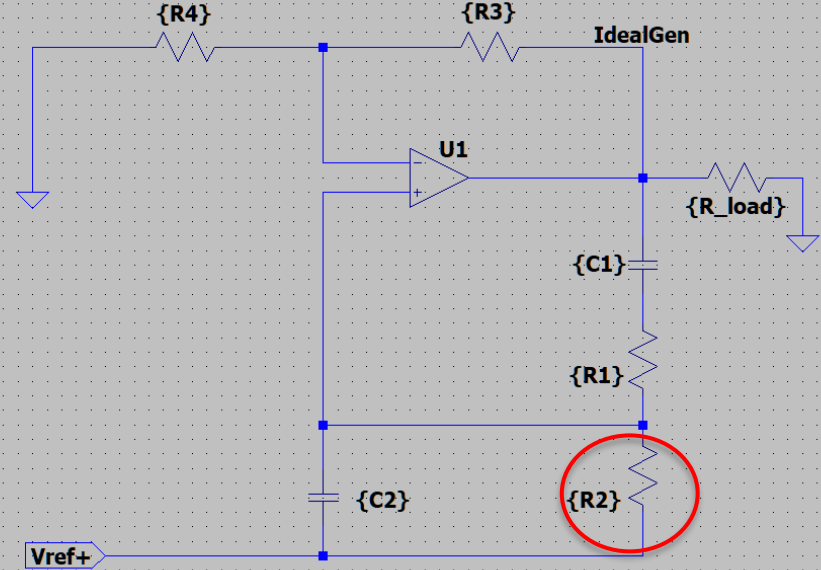 {R4}
{R3}
IdealGen
U1
{R_load}
{C1}
{R1}
{C2}
{R2}
Vref+